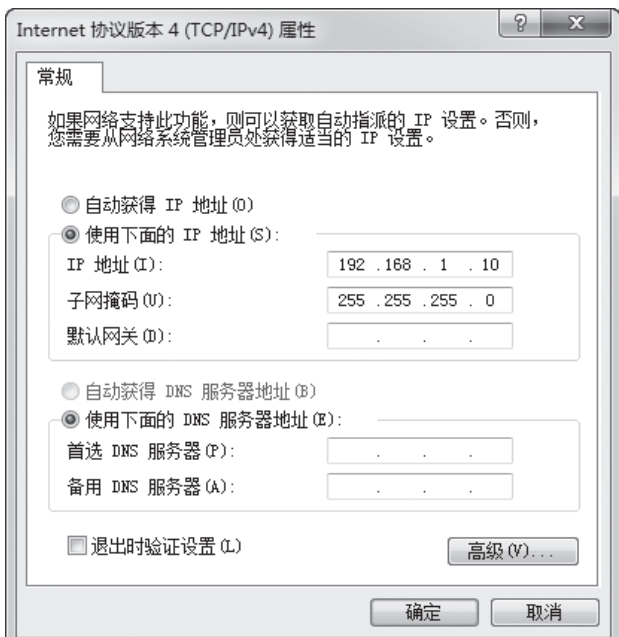 Internet 协议版本 4 (TCP/IPv4) 属性
常规
如果网络支持此功能，则可以获取自动指派的 IP 设置。否则，
您需要从网络系统管理员处获得适当的 IP 设置。
自动获得 IP 地址(O)
使用下面的 IP 地址(S):
IP 地址(I): 192 .168 . 1 . 10
子网掩码(U): 255 .255 .255 . 0
默认网关(D): . . .
自动获得 DNS 服务器地址(B)
使用下面的 DNS 服务器地址(E):
首选 DNS 服务器(P): . . .
备用 DNS 服务器(A): . . .
退出时验证设置(L)
高级(V)...
确定 取消